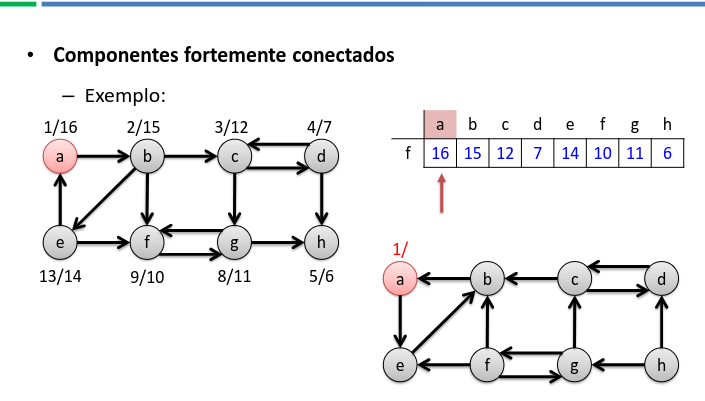 • Componentes fortemente conectados
– Exemplo:
1/16 2/15 3/12 4/7
a b c d
e f g h
13/14 9/10 8/11 5/6
a b c d e f g h
f 16 15 12 7 14 10 11 6
1/
a b c d
e f g h